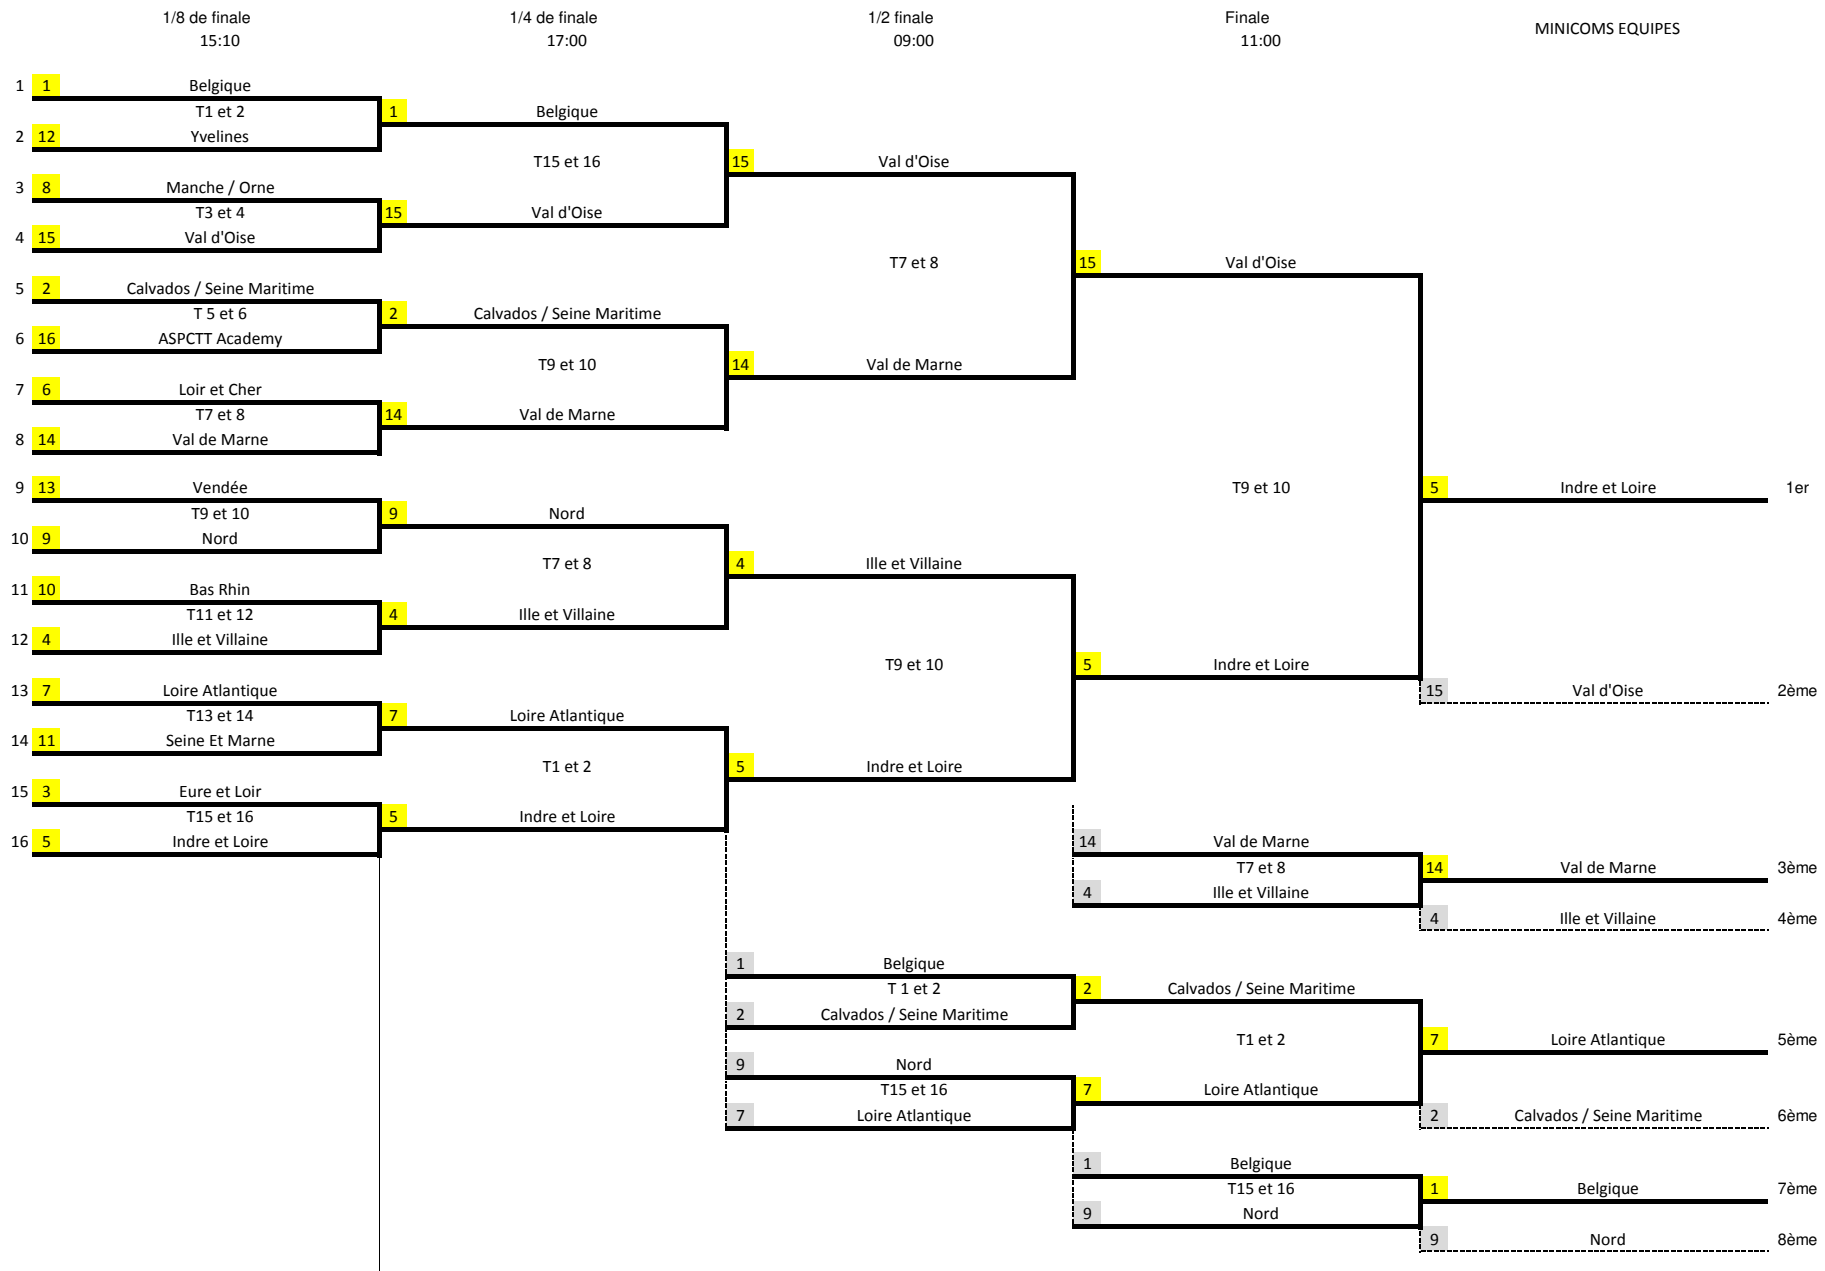 1/8 de finale 1/4 de finale 1/2 finale Finale
MINICOMS EQUIPES
15:10 17:00 09:00 11:00
1 1 Belgique
T1 et 2 1 Belgique
2 12 Yvelines
T15 et 16 15 Val d'Oise
3 8 Manche / Orne
T3 et 4 15 Val d'Oise
4 15 Val d'Oise
T7 et 8 15 Val d'Oise
5 2 Calvados / Seine Maritime
T 5 et 6 2 Calvados / Seine Maritime
6 16 ASPCTT Academy
T9 et 10 14 Val de Marne
7 6 Loir et Cher
T7 et 8 14 Val de Marne
8 14 Val de Marne
9 13 Vendée T9 et 10 5 Indre et Loire 1er
T9 et 10 9 Nord
10 9 Nord
T7 et 8 4 Ille et Villaine
11 10 Bas Rhin
T11 et 12 4 Ille et Villaine
12 4 Ille et Villaine
T9 et 10 5 Indre et Loire
13 7 Loire Atlantique 15 Val d'Oise 2ème
T13 et 14 7 Loire Atlantique
14 11 Seine Et Marne
T1 et 2 5 Indre et Loire
15 3 Eure et Loir
T15 et 16 5 Indre et Loire
16 5 Indre et Loire 14 Val de Marne
T7 et 8 14 Val de Marne 3ème
4 Ille et Villaine
4 Ille et Villaine 4ème
1 Belgique
T 1 et 2 2 Calvados / Seine Maritime
2 Calvados / Seine Maritime
T1 et 2 7 Loire Atlantique 5ème
9 Nord
T15 et 16 7 Loire Atlantique
7 Loire Atlantique 2 Calvados / Seine Maritime 6ème
1 Belgique
T15 et 16 1 Belgique 7ème
9 Nord
9 Nord 8ème